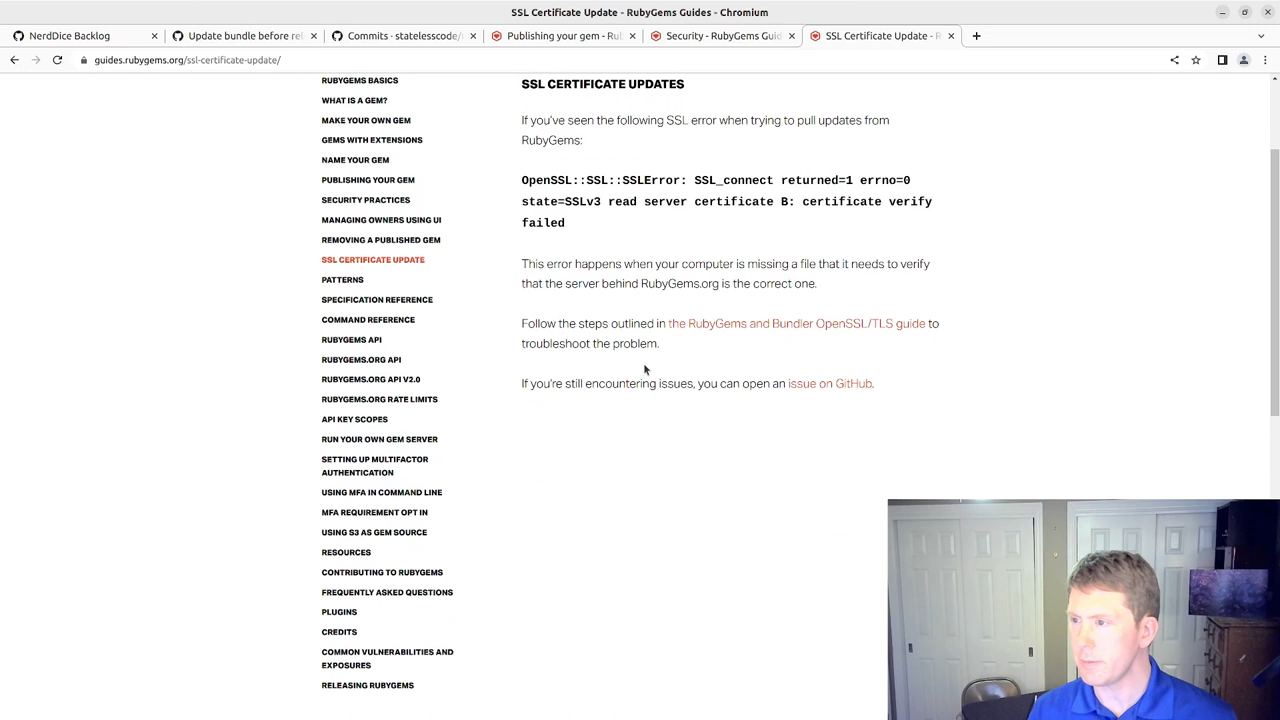 SSL Certificate Update - RubyGems Guides - Chromium
NerdDice Backlog
Update bundle before rel
Commits · statelesscode/
Publishing your gem - Ru
Security - RubyGems Guid
SSL Certificate Update - R
guides.rubygems.org/ssl-certificate-update/
RUBYGEMS BASICS
WHAT IS A GEM?
MAKE YOUR OWN GEM
GEMS WITH EXTENSIONS
NAME YOUR GEM
PUBLISHING YOUR GEM
SECURITY PRACTICES
MANAGING OWNERS USING UI
REMOVING A PUBLISHED GEM
SSL CERTIFICATE UPDATE
PATTERNS
SPECIFICATION REFERENCE
COMMAND REFERENCE
RUBYGEMS API
RUBYGEMS.ORG API
RUBYGEMS.ORG API V2.0
RUBYGEMS.ORG RATE LIMITS
API KEY SCOPES
RUN YOUR OWN GEM SERVER
SETTING UP MULTIFACTOR
AUTHENTICATION
USING MFA IN COMMAND LINE
MFA REQUIREMENT OPT IN
USING S3 AS GEM SOURCE
RESOURCES
CONTRIBUTING TO RUBYGEMS
FREQUENTLY ASKED QUESTIONS
PLUGINS
CREDITS
COMMON VULNERABILITIES AND
EXPOSURES
RELEASING RUBYGEMS
SSL CERTIFICATE UPDATES
If you've seen the following SSL error when trying to pull updates from
RubyGems:
OpenSSL::SSL::SSLError: SSL_connect returned=1 errno=0
state=SSLv3 read server certificate B: certificate verify
failed
This error happens when your computer is missing a file that it needs to verify
that the server behind RubyGems.org is the correct one.
Follow the steps outlined in the RubyGems and Bundler OpenSSL/TLS guide to
troubleshoot the problem.
If you're still encountering issues, you can open an issue on GitHub.